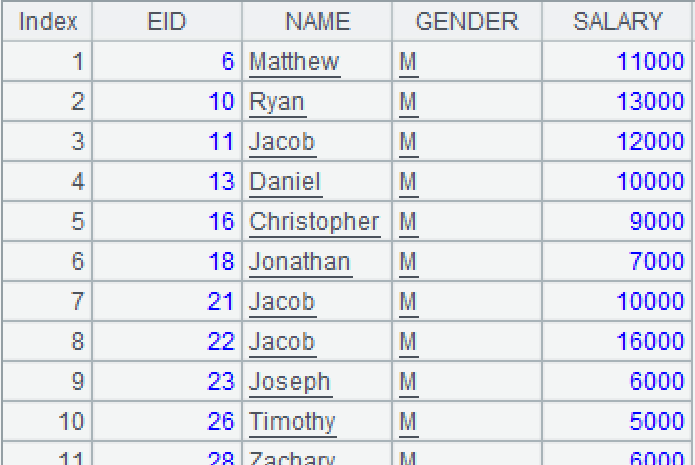 Index EID NAME GENDER SALARY
1 6 Matthew M 11000
2 10 Ryan M 13000
3 11 Jacob M 12000
4 13 Daniel M 10000
5 16 Christopher M 9000
6 18 Jonathan M 7000
7 21 Jacob M 10000
8 22 Jacob M 16000
9 23 Joseph M 6000
10 26 Timothy M 5000
11 28 Zachary M 6000